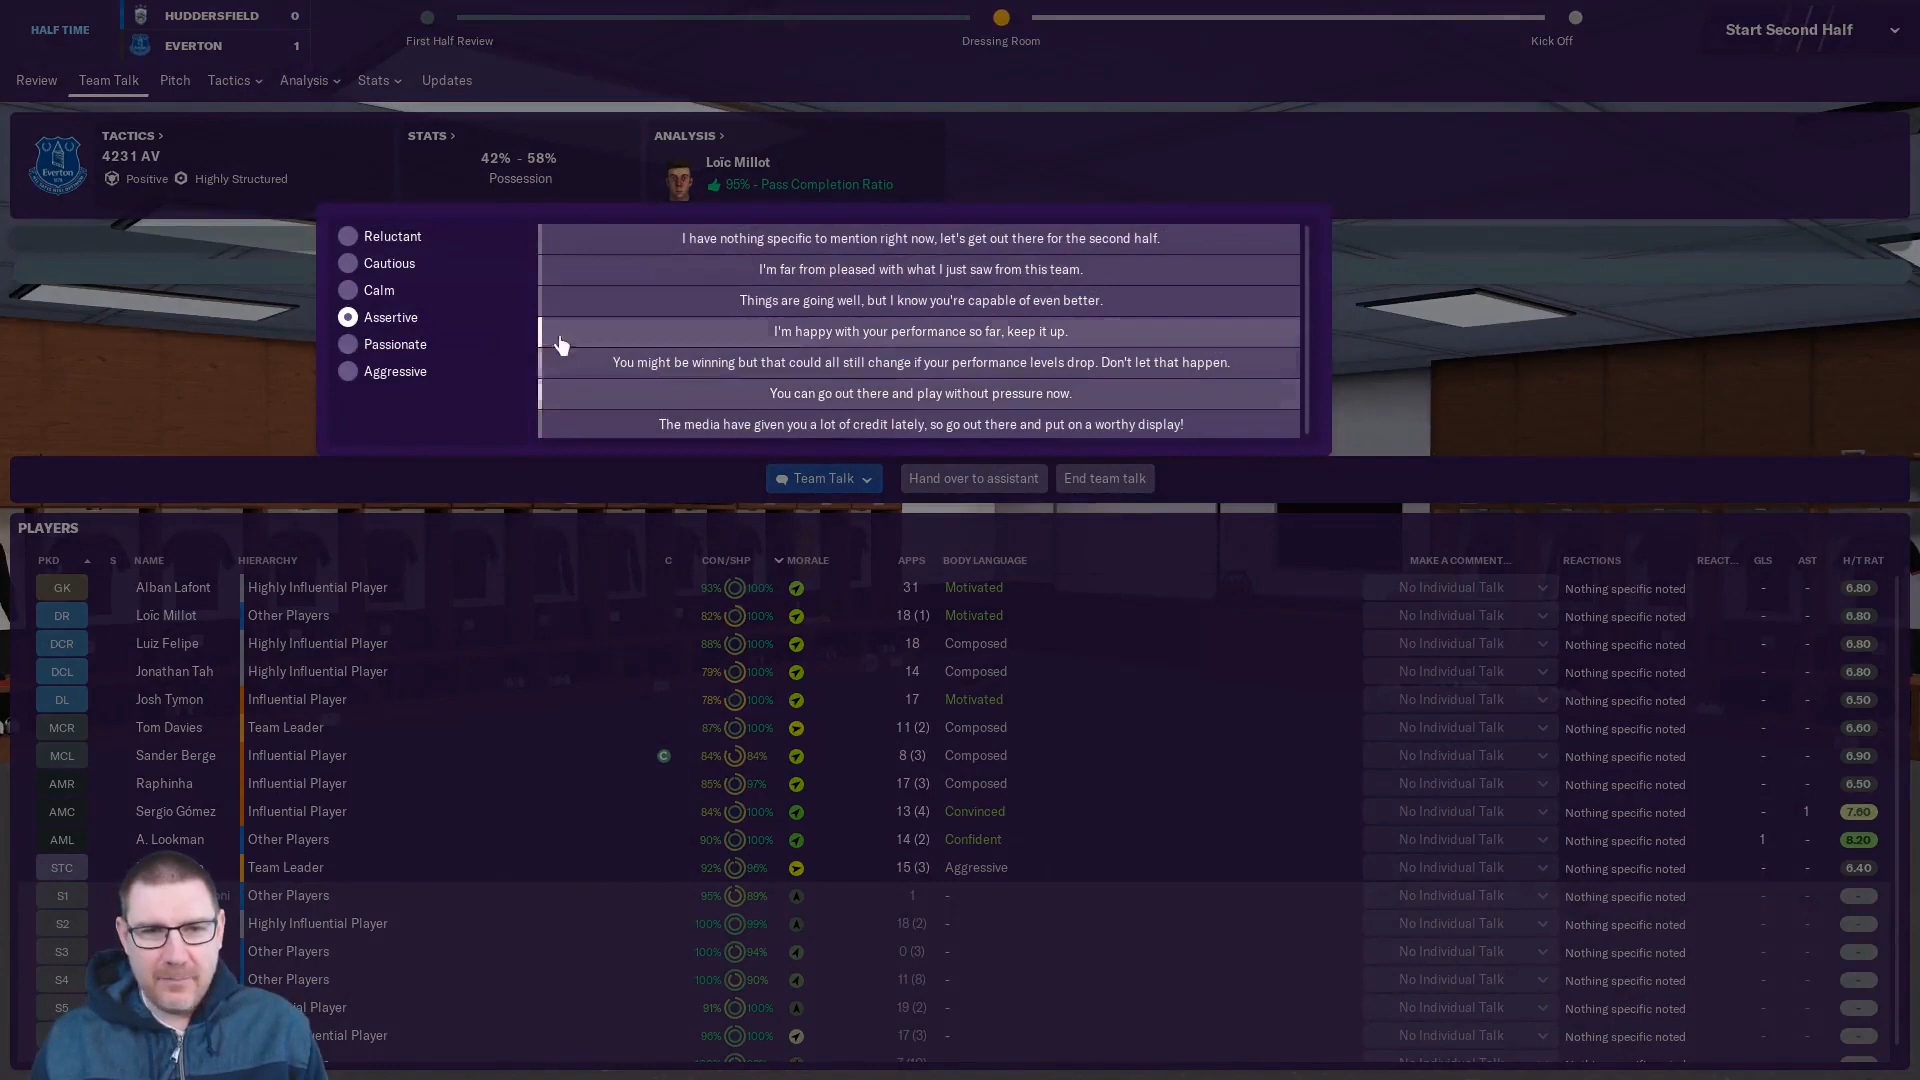 HALF TIME
HUDDERSFIELD 0
EVERTON 1
First Half Review
Dressing Room
Kick Off
Start Second Half
Review Team Talk Pitch Tactics Analysis Stats Updates
Everton
TACTICS >
4231 AV
Positive Highly Structured
STATS >
42% - 58%
Possession
ANALYSIS >
Loïc Millot
95% - Pass Completion Ratio
Reluctant
Cautious
Calm
Assertive
Passionate
Aggressive
I have nothing specific to mention right now, let's get out there for the second half.
I'm far from pleased with what I just saw from this team.
Things are going well, but I know you're capable of even better.
I'm happy with your performance so far, keep it up.
You might be winning but that could all still change if your performance levels drop. Don't let that happen.
You can go out there and play without pressure now.
The media have given you a lot of credit lately, so go out there and put on a worthy display!
Team Talk Hand over to assistant End team talk
PLAYERS
PKD S NAME HIERARCHY C CON/SHP MORALE APPS BODY LANGUAGE MAKE A COMMENT... REACTIONS REACT... GLS AST H/T RAT
GK Alban Lafont Highly Influential Player 93% 100% 31 Motivated No Individual Talk Nothing specific noted - - 6.80
DR Loïc Millot Other Players 82% 100% 18 (1) Motivated No Individual Talk Nothing specific noted - - 6.80
DCR Luiz Felipe Highly Influential Player 88% 100% 18 Composed No Individual Talk Nothing specific noted - - 6.80
DCL Jonathan Tah Highly Influential Player 79% 100% 14 Composed No Individual Talk Nothing specific noted - - 6.80
DL Josh Tymon Influential Player 78% 100% 17 Motivated No Individual Talk Nothing specific noted - - 6.50
MCR Tom Davies Team Leader 87% 100% 11 (2) Composed No Individual Talk Nothing specific noted - - 6.60
MCL Sander Berge Influential Player C 84% 84% 8 (3) Composed No Individual Talk Nothing specific noted - - 6.90
AMR Raphinha Influential Player 85% 97% 17 (3) Composed No Individual Talk Nothing specific noted - - 6.50
AMC Sergio Gómez Influential Player 84% 100% 13 (4) Convinced No Individual Talk Nothing specific noted - 1 7.60
AML A. Lookman Other Players 90% 100% 14 (2) Confident No Individual Talk Nothing specific noted 1 - 8.20
STC Team Leader 92% 96% 15 (3) Aggressive No Individual Talk Nothing specific noted - - 6.40
S1 Other Players 95% 89% 1 - No Individual Talk Nothing specific noted - - -
S2 Highly Influential Player 100% 99% 18 (2) - No Individual Talk Nothing specific noted - - -
S3 Other Players 100% 94% 0 (3) - No Individual Talk Nothing specific noted - - -
S4 Other Players 100% 90% 11 (8) - No Individual Talk Nothing specific noted - - -
S5 Player 91% 100% 19 (2) - No Individual Talk Nothing specific noted - - -
Player 96% 100% 17 (3) - No Individual Talk Nothing specific noted - - -